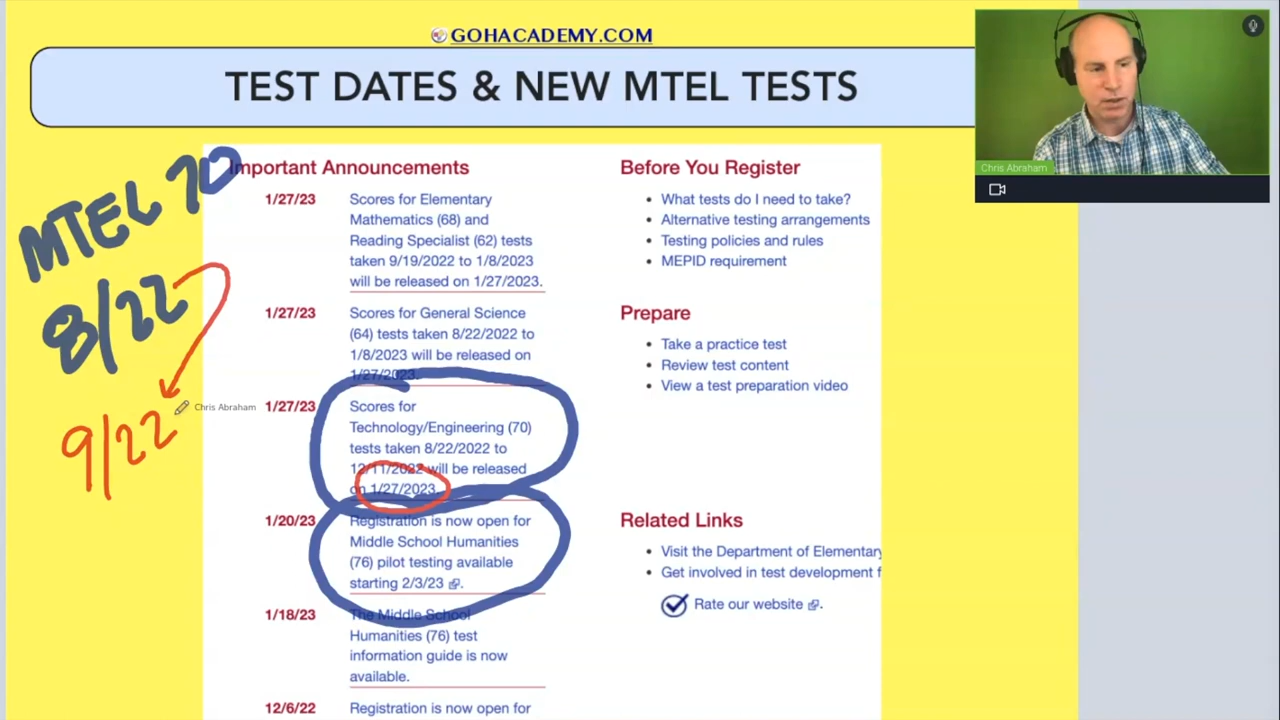 GOHACADEMY.COM
TEST DATES & NEW MTEL TESTS
Chris Abraham
MTEL 70
8/22
9/22
Chris Abraham
Important Announcements
1/27/23
Scores for Elementary
Mathematics (68) and
Reading Specialist (62) tests
taken 9/19/2022 to 1/8/2023
will be released on 1/27/2023.
1/27/23
Scores for General Science
(64) tests taken 8/22/2022 to
1/8/2023 will be released on
1/27/2023.
1/27/23
Scores for
Technology/Engineering (70)
tests taken 8/22/2022 to
12/11/2022 will be released
on 1/27/2023.
1/20/23
Registration is now open for
Middle School Humanities
(76) pilot testing available
starting 2/3/23.
1/18/23
The Middle School
Humanities (76) test
information guide is now
available.
12/6/22
Registration is now open for
Before You Register
• What tests do I need to take?
• Alternative testing arrangements
• Testing policies and rules
• MEPID requirement
Prepare
• Take a practice test
• Review test content
• View a test preparation video
Related Links
• Visit the Department of Elementary
• Get involved in test development f
Rate our website.